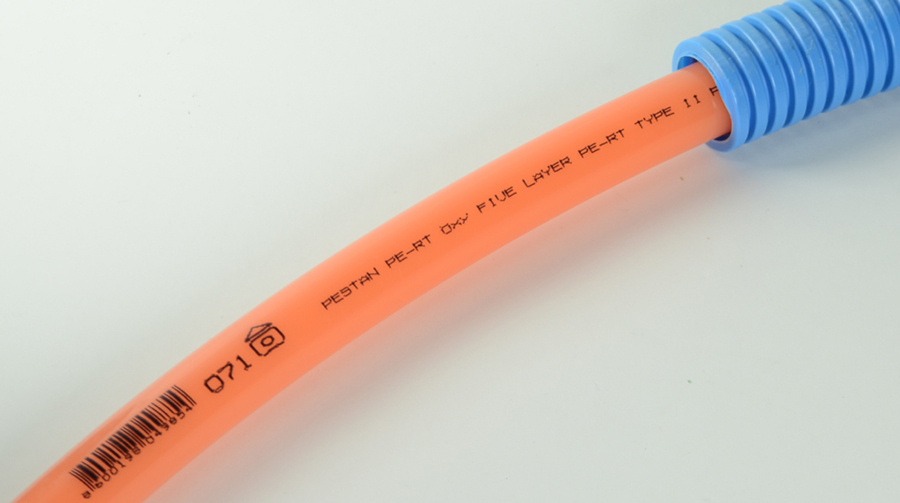 071
PESTAN PE-RT OXY FIVE LAYER PE-RT TYPE II